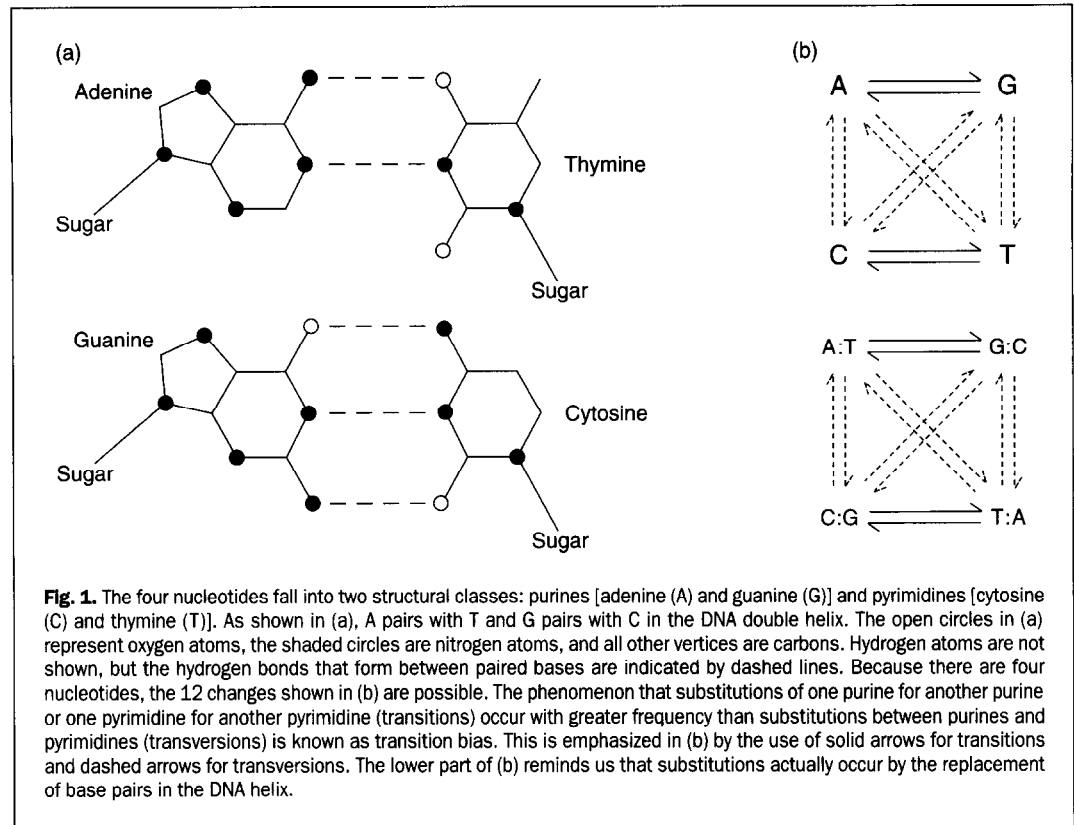 (a)
Adenine
Thymine
Sugar
Sugar
Guanine
Cytosine
Sugar
Sugar
(b)
A G
C T
A:T G:C
C:G T:A
Fig. 1. The four nucleotides fall into two structural classes: purines [adenine (A) and guanine (G)] and pyrimidines [cytosine
(C) and thymine (T)]. As shown in (a), A pairs with T and G pairs with C in the DNA double helix. The open circles in (a)
represent oxygen atoms, the shaded circles are nitrogen atoms, and all other vertices are carbons. Hydrogen atoms are not
shown, but the hydrogen bonds that form between paired bases are indicated by dashed lines. Because there are four
nucleotides, the 12 changes shown in (b) are possible. The phenomenon that substitutions of one purine for another purine
or one pyrimidine for another pyrimidine (transitions) occur with greater frequency than substitutions between purines and
pyrimidines (transversions) is known as transition bias. This is emphasized in (b) by the use of solid arrows for transitions
and dashed arrows for transversions. The lower part of (b) reminds us that substitutions actually occur by the replacement
of base pairs in the DNA helix.